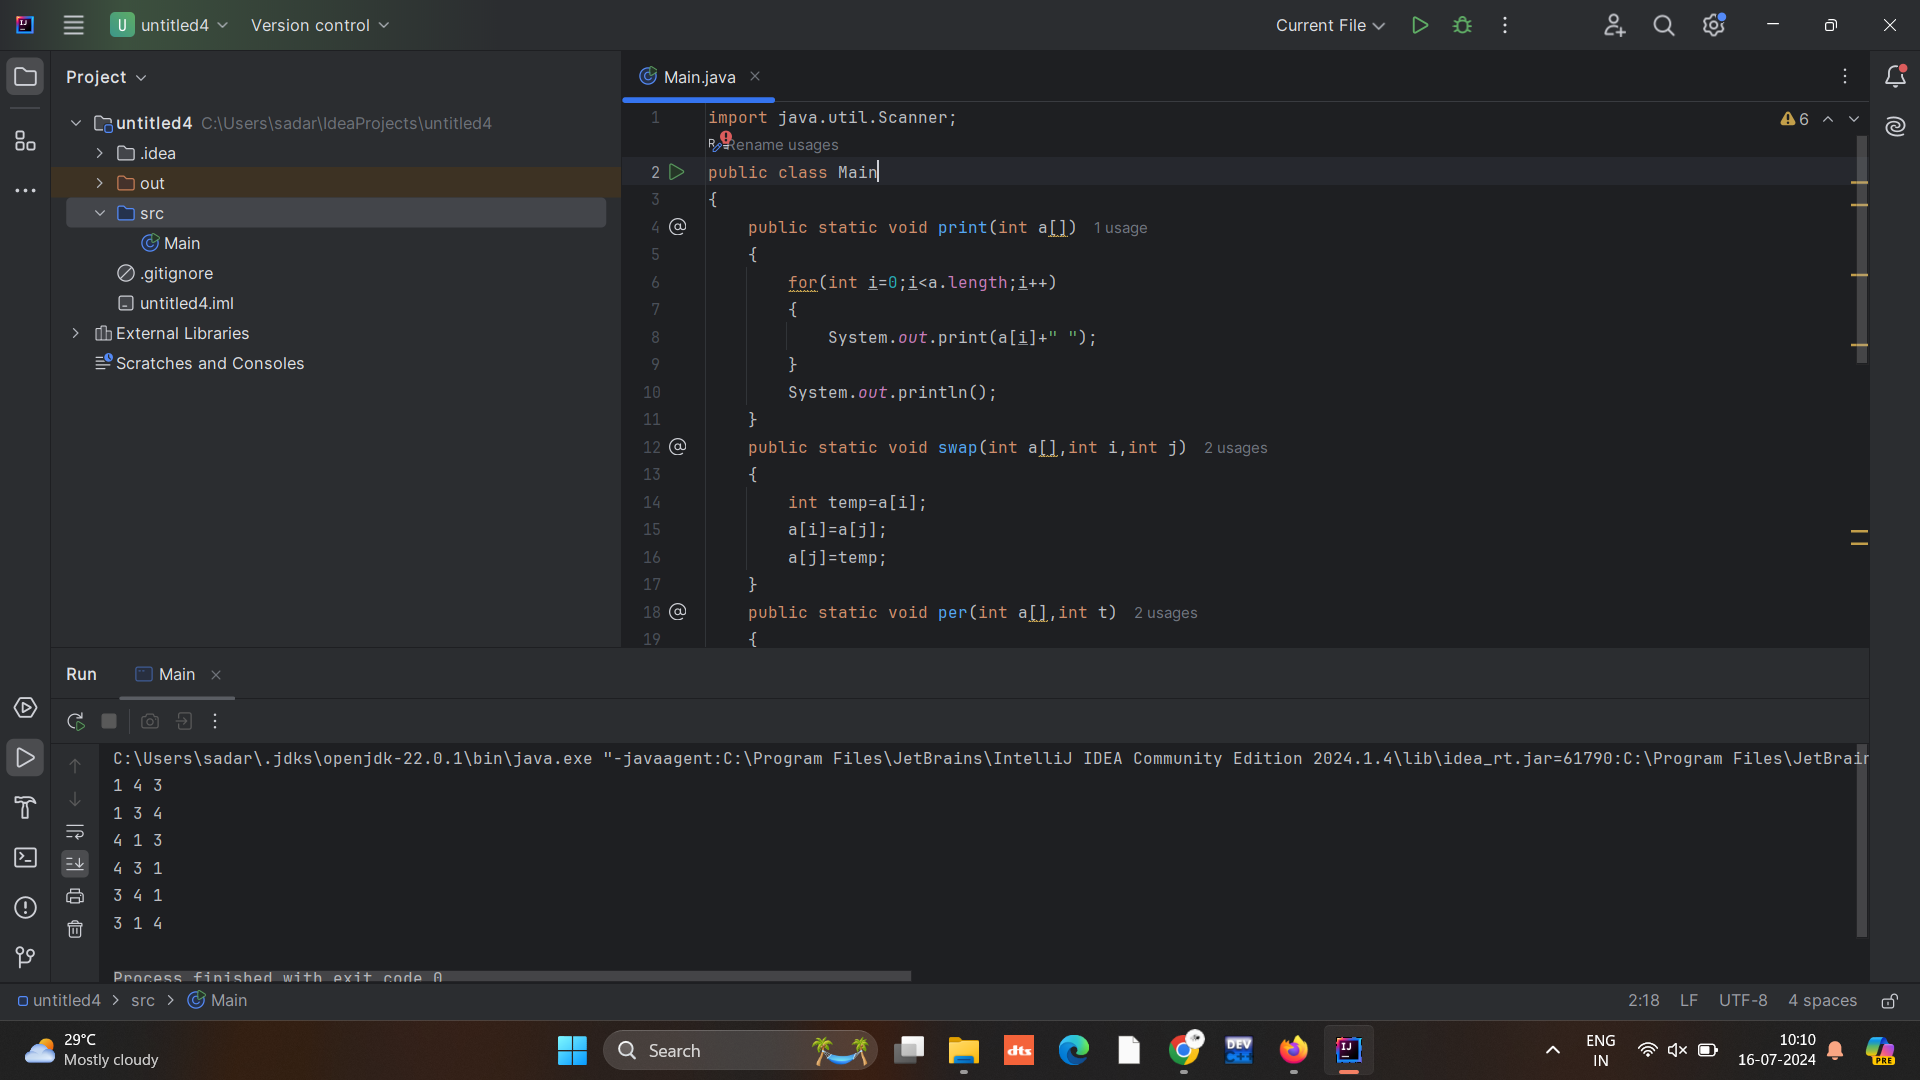 untitled4
Version control
Current File
Project
Main.java
untitled4 C:\Users\sadar\IdeaProjects\untitled4
.idea
out
src
Main
.gitignore
untitled4.iml
External Libraries
Scratches and Consoles
6
1 import java.util.Scanner;
Rename usages
2 public class Main
3 {
4 public static void print(int a[]) 1 usage
5 {
6 for(int i=0;i<a.length;i++)
7 {
8 System.out.print(a[i]+" ");
9 }
10 System.out.println();
11 }
12 public static void swap(int a[],int i,int j) 2 usages
13 {
14 int temp=a[i];
15 a[i]=a[j];
16 a[j]=temp;
17 }
18 public static void per(int a[],int t) 2 usages
19 {
Run
Main
C:\Users\sadar\.jdks\openjdk-22.0.1\bin\java.exe "-javaagent:C:\Program Files\JetBrains\IntelliJ IDEA Community Edition 2024.1.4\lib\idea_rt.jar=61790:C:\Program Files\JetBrain
1 4 3
1 3 4
4 1 3
4 3 1
3 4 1
3 1 4
Process finished with exit code 0
untitled4 > src > Main
2:18 LF UTF-8 4 spaces
29°C
Mostly cloudy
Search
dts
DEV
ENG
IN
10:10
16-07-2024
PRE